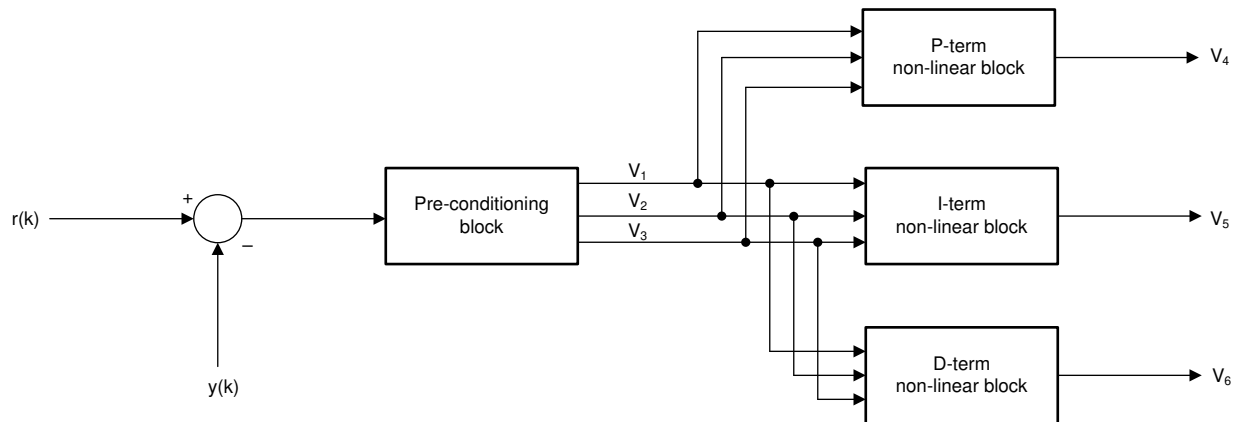 P-term
non-linear block
V4
Pre-conditioning
block
V1
V2
V3
I-term
non-linear block
V5
r(k)
+
–
y(k)
D-term
non-linear block
V6